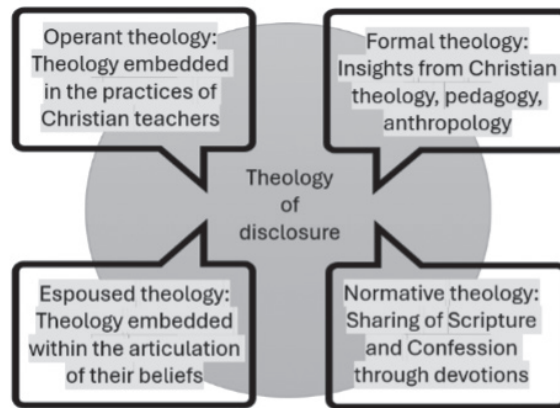 Operant theology:
Theology embedded
in the practices of
Christian teachers
Formal theology:
Insights from Christian
theology, pedagogy,
anthropology
Theology
of
disclosure
Espoused theology:
Theology embedded
within the articulation
of their beliefs
Normative theology:
Sharing of Scripture
and Confession
through devotions